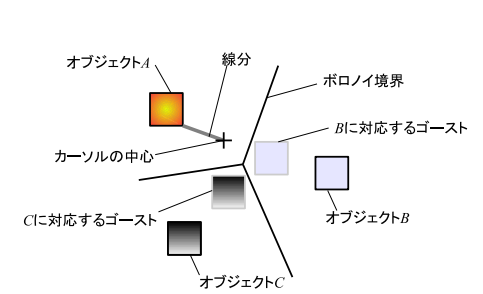 オブジェクトA
線分
ボロノイ境界
Bに対応するゴースト
カーソルの中心
Cに対応するゴースト
オブジェクトB
オブジェクトC